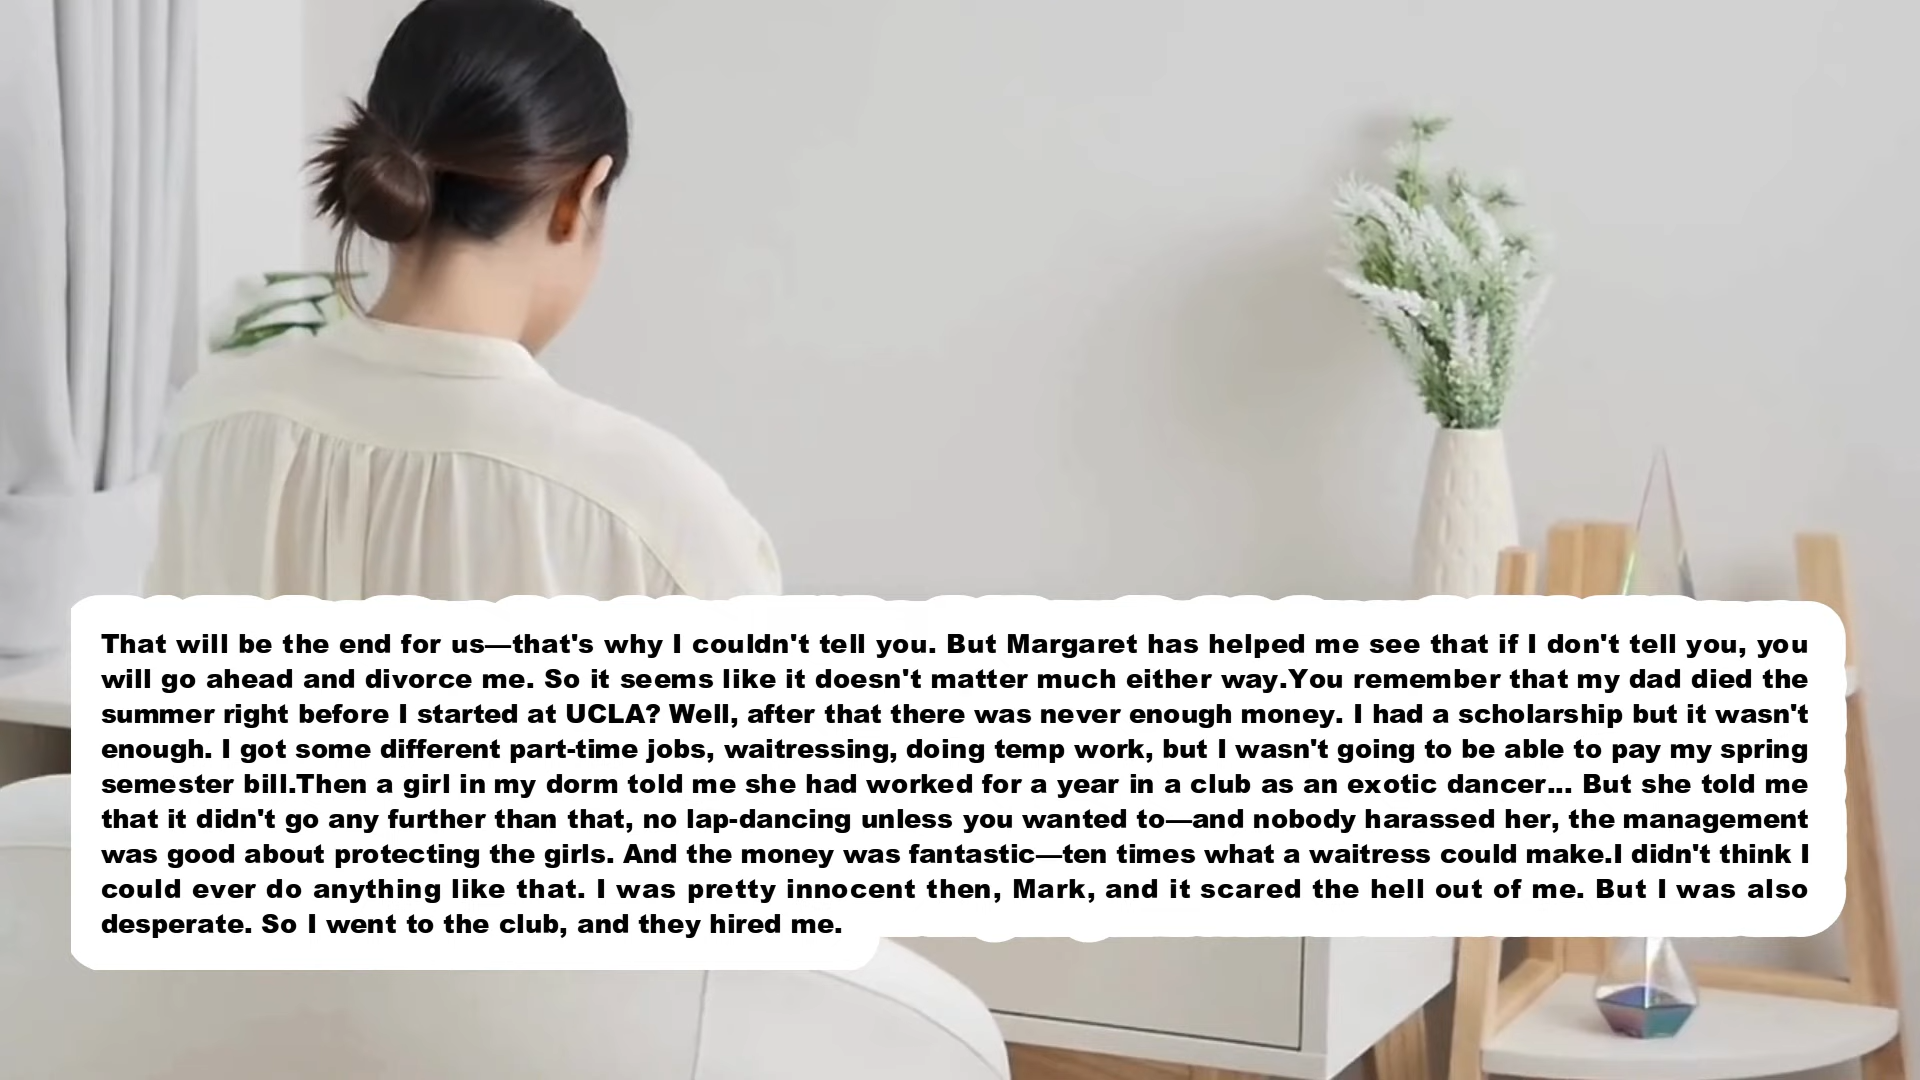 That will be the end for us—that's why I couldn't tell you. But Margaret has helped me see that if I don't tell you, you
will go ahead and divorce me. So it seems like it doesn't matter much either way.You remember that my dad died the
summer right before I started at UCLA? Well, after that there was never enough money. I had a scholarship but it wasn't
enough. I got some different part-time jobs, waitressing, doing temp work, but I wasn't going to be able to pay my spring
semester bill.Then a girl in my dorm told me she had worked for a year in a club as an exotic dancer... But she told me
that it didn't go any further than that, no lap-dancing unless you wanted to—and nobody harassed her, the management
was good about protecting the girls. And the money was fantastic—ten times what a waitress could make.I didn't think I
could ever do anything like that. I was pretty innocent then, Mark, and it scared the hell out of me. But I was also
desperate. So I went to the club, and they hired me.